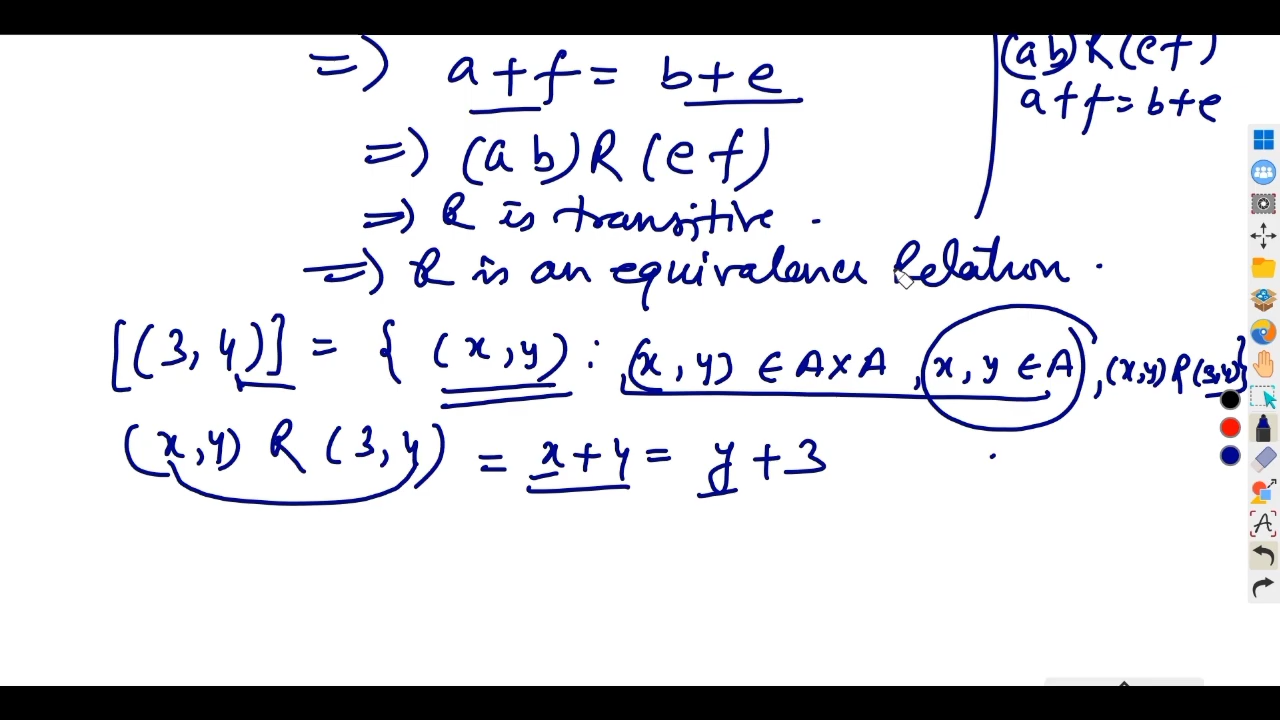 =) a+f = b+e
=) (a b) R (e f)
=) R is transitive .
=) R is an equivalence Relation .
(a b) R (e f)
a+f = b+e
[(3, 4)] = { (x, y) : (x, y) ∈ A×A , x, y ∈ A , (x,y) R (3,4)}
(x, y) R (3, 4) = x+4 = y+3